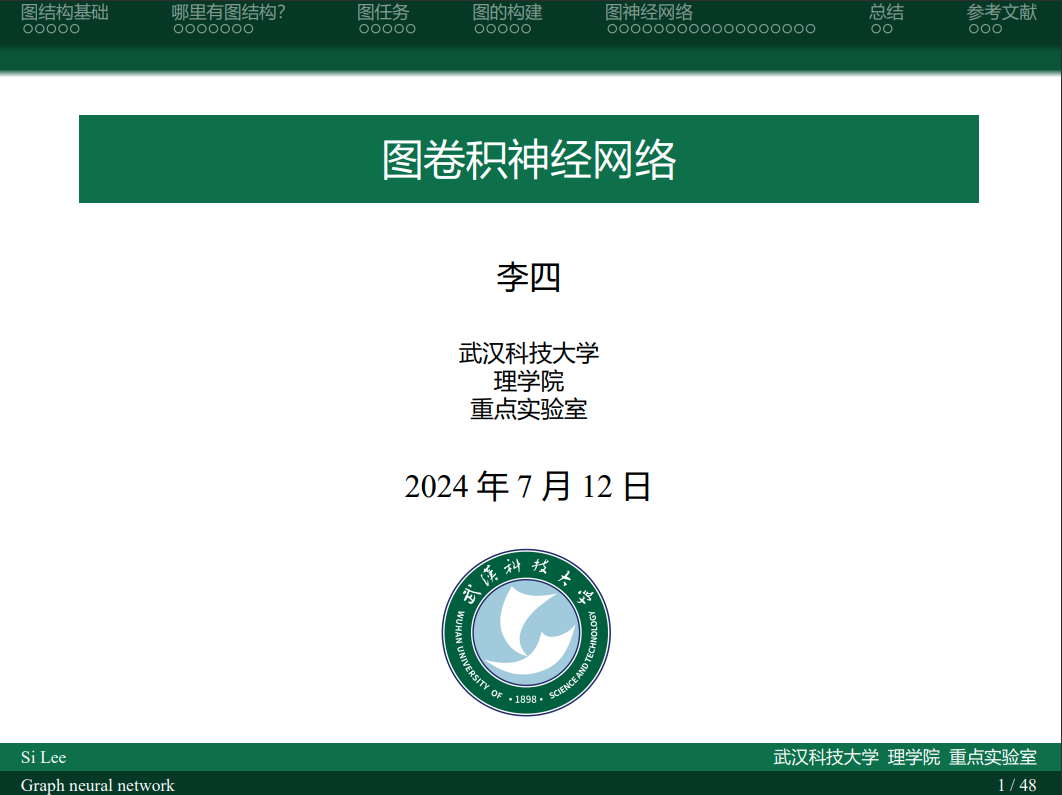 图结构基础 哪里有图结构? 图任务 图的构建 图神经网络 总结 参考文献
图卷积神经网络
李四
武汉科技大学
理学院
重点实验室
2024 年 7 月 12 日
武漢科技大学
WUHAN UNIVERSITY OF SCIENCE AND TECHNOLOGY
· 1898 ·
Si Lee 武汉科技大学 理学院 重点实验室
Graph neural network 1 / 48